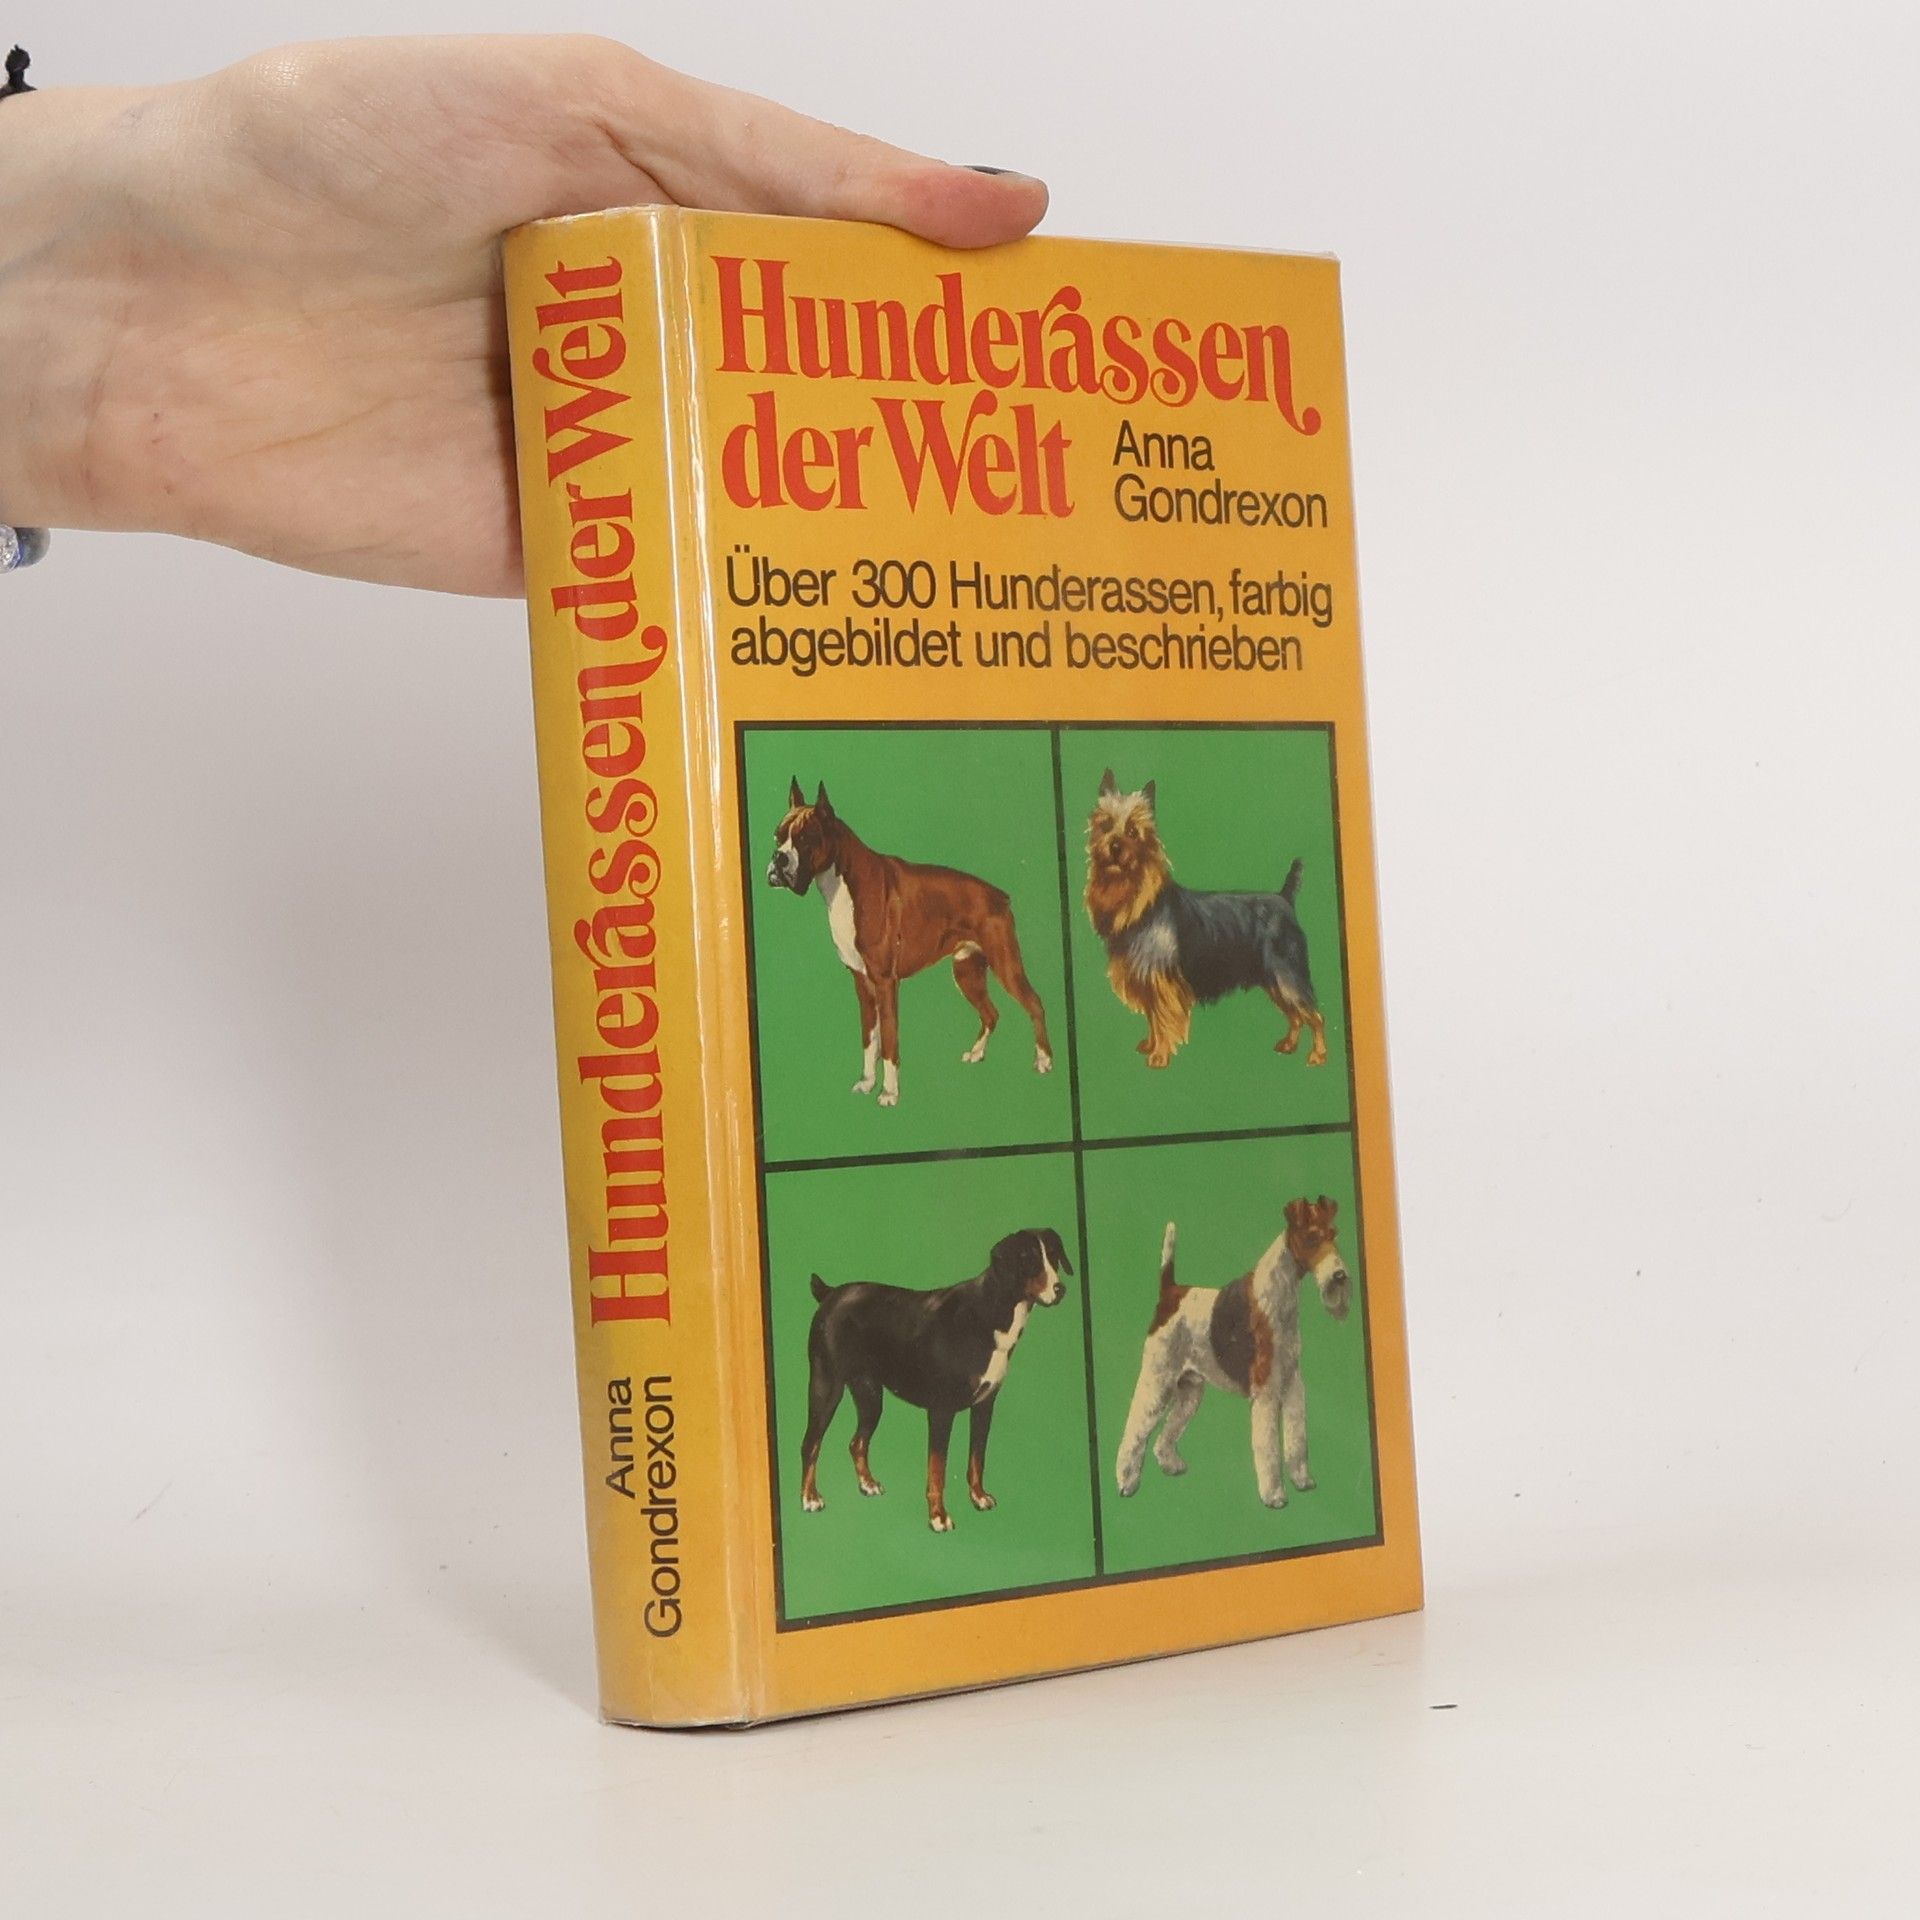 Hunderassen der Welt
Anna
Gondrexon
Hunderassen
der Welt
Anna
Gondrexon
Über 300 Hunderassen, farbig
abgebildet und beschrieben